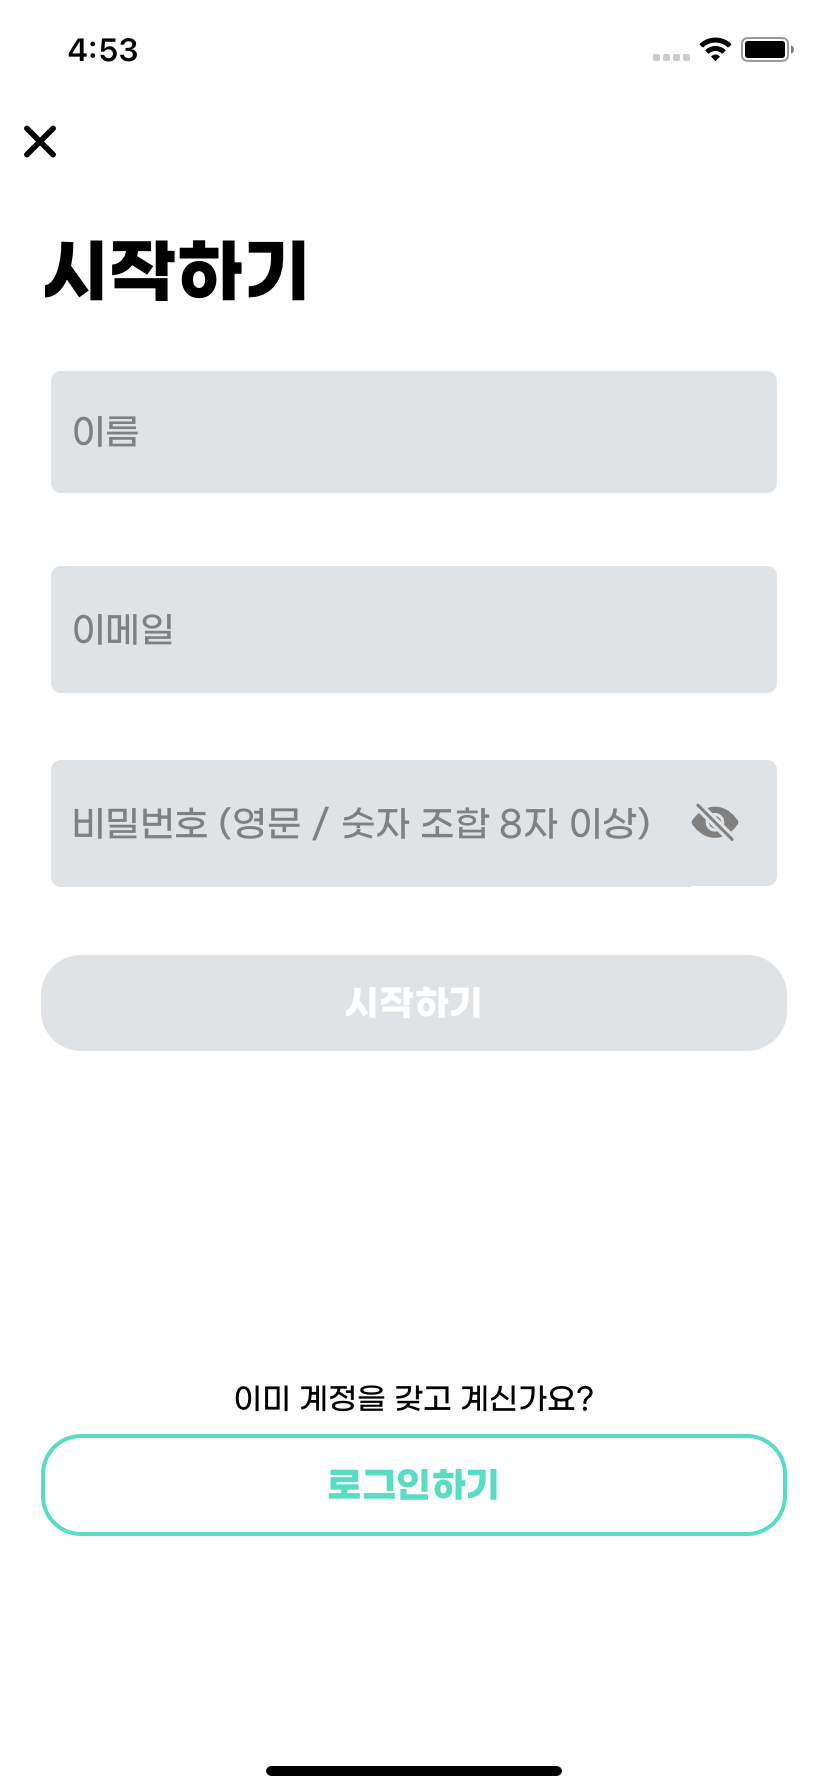 4:53
시작하기
이름
이메일
비밀번호 (영문 / 숫자 조합 8자 이상)
시작하기
이미 계정을 갖고 계신가요?
로그인하기